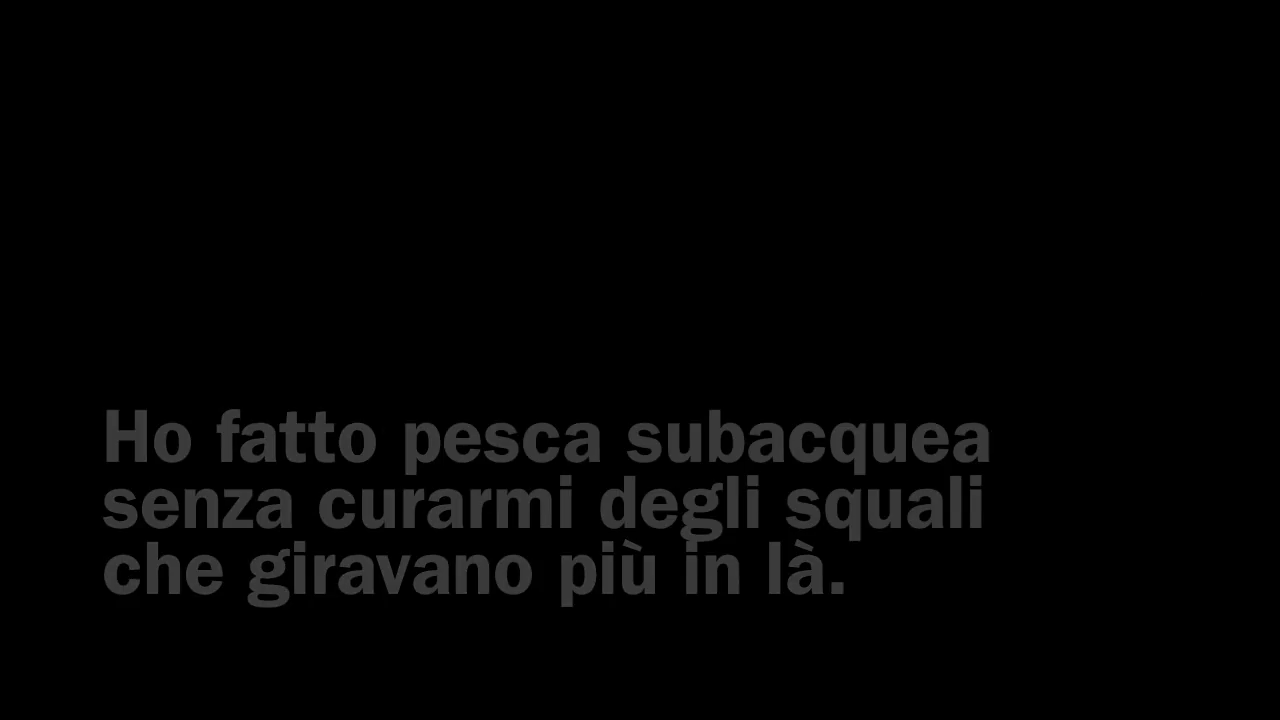 Ho fatto pesca subacquea
senza curarmi degli squali
che giravano più in là.